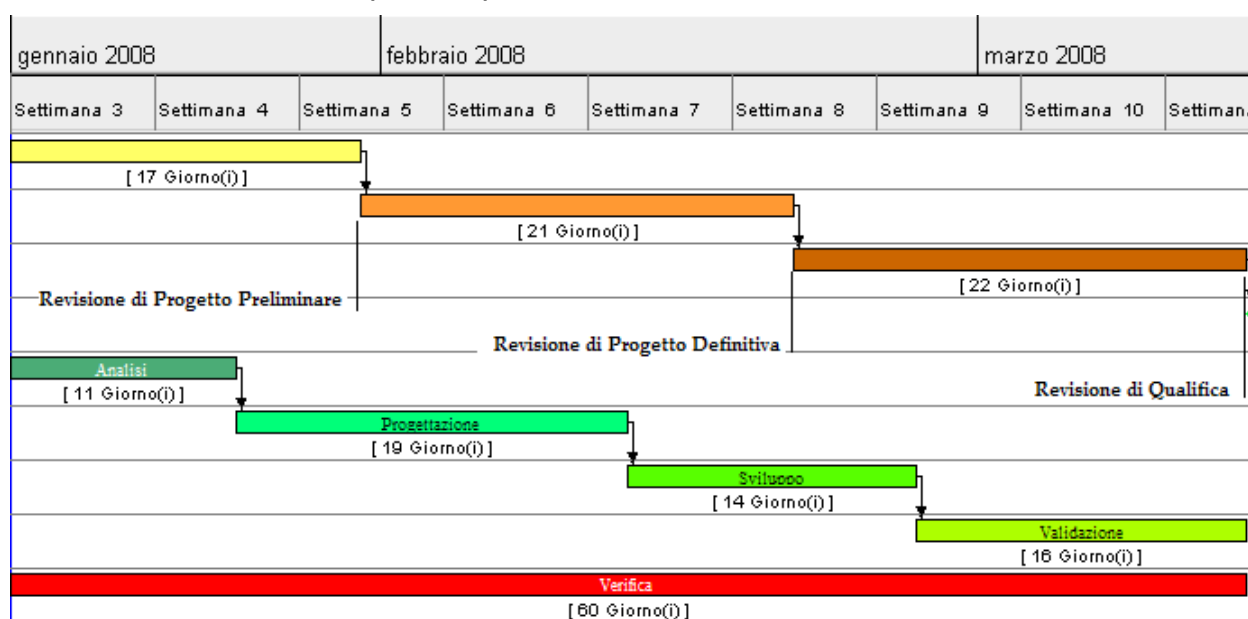 gennaio 2008 febbraio 2008 marzo 2008
Settimana 3 Settimana 4 Settimana 5 Settimana 6 Settimana 7 Settimana 8 Settimana 9 Settimana 10 Settiman
[ 17 Giorno(i) ]
[ 21 Giorno(i) ]
[ 22 Giorno(i) ]
Revisione di Progetto Preliminare
Revisione di Progetto Definitiva
Analisi
[ 11 Giorno(i) ]
Revisione di Qualifica
Progettazione
[ 19 Giorno(i) ]
Sviluppo
[ 14 Giorno(i) ]
Validazione
[ 16 Giorno(i) ]
Verifica
[ 60 Giorno(i) ]